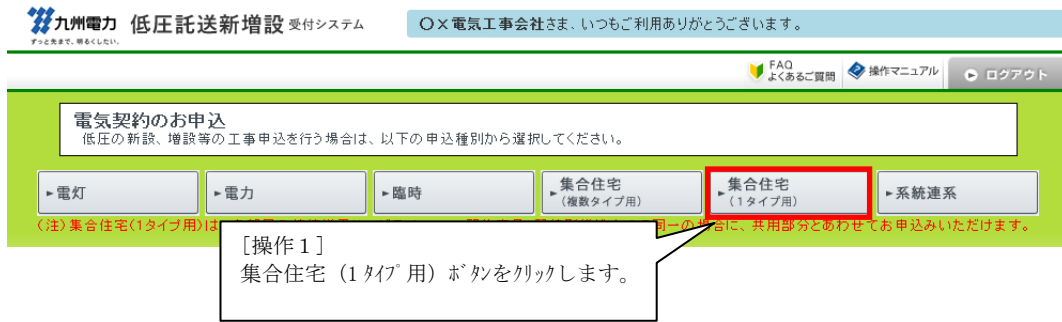 九州電力 低圧託送新増設 受付システム
ずっと先まで、明るくしたい。
○×電気工事会社さま、いつもご利用ありがとうございます。
FAQ
よくあるご質問
操作マニュアル
ログアウト
電気契約のお申込
低圧の新設、増設等の工事申込を行う場合は、以下の申込種別から選択してください。
電灯
電力
臨時
集合住宅
（複数タイプ用）
集合住宅
（１タイプ用）
系統連系
(注)集合住宅(1タイプ用)は 同一の場合に、共用部分とあわせてお申込みいただけます。
［操作１］
集合住宅（1ﾀｲﾌﾟ用）ﾎﾞﾀﾝをｸﾘｯｸします。